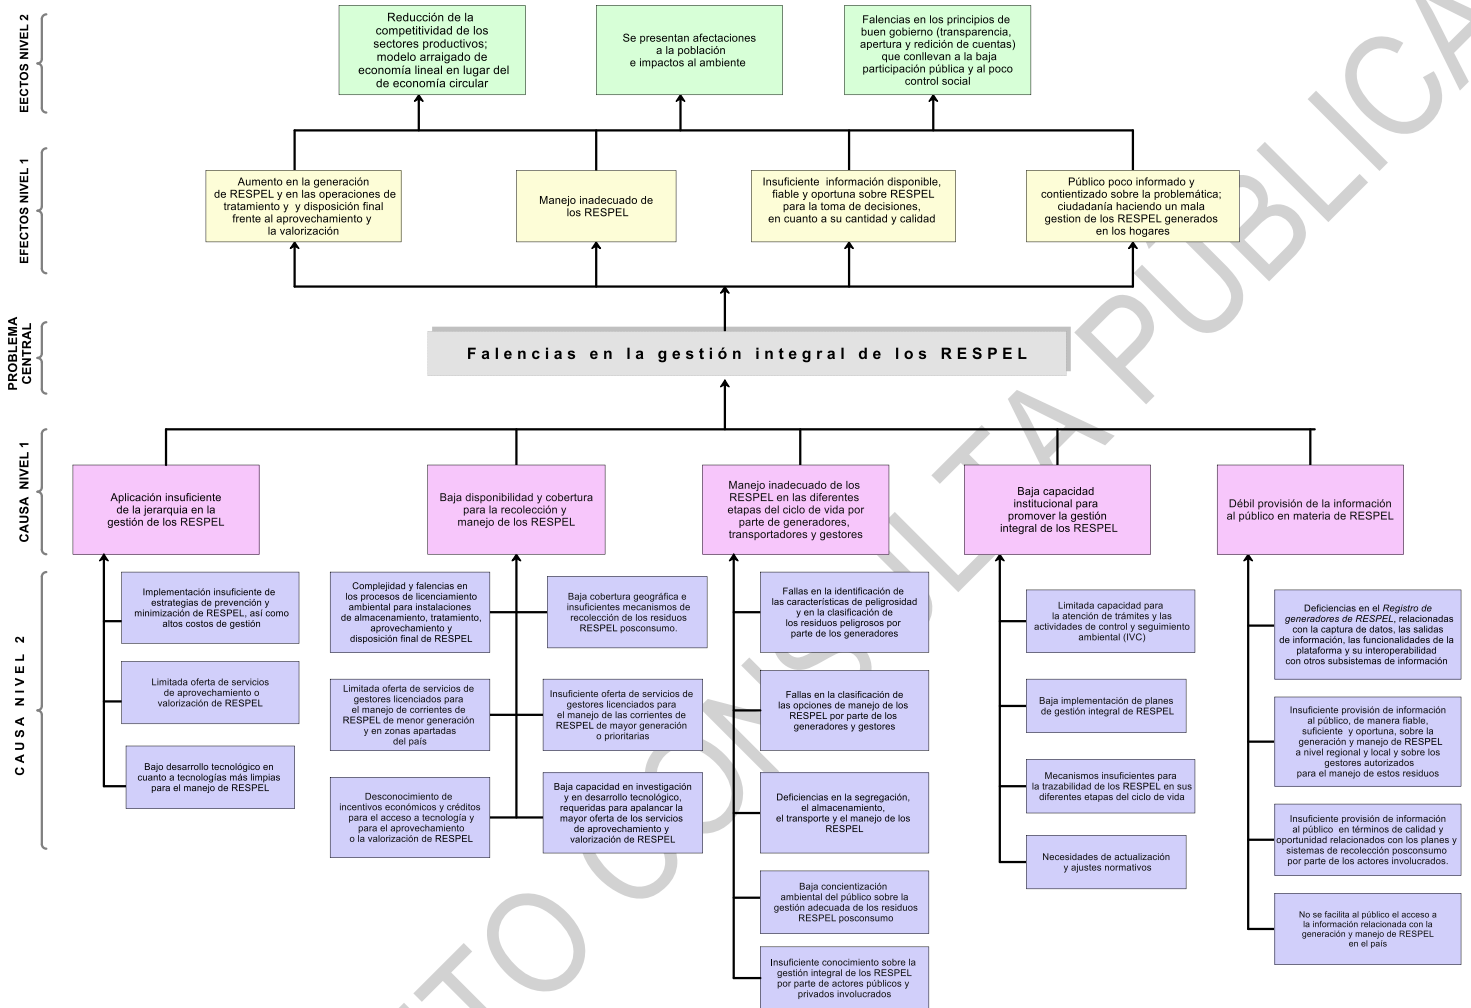 EECTOS NIVEL 2
Reducción de la
competitividad de los
sectores productivos;
modelo arraigado de
economía lineal en lugar del
de economía circular
Se presentan afectaciones
a la población
e impactos al ambiente
Falencias en los principios de
buen gobierno (transparencia,
apertura y redición de cuentas)
que conllevan a la baja
participación pública y al poco
control social
EFECTOS NIVEL 1
Aumento en la generación
de RESPEL y en las operaciones de
tratamiento y y disposición final
frente al aprovechamiento y
la valorización
Manejo inadecuado de
los RESPEL
Insuficiente información disponible,
fiable y oportuna sobre RESPEL
para la toma de decisiones,
en cuanto a su cantidad y calidad
Público poco informado y
contientizado sobre la problemática;
ciudadanía haciendo un mala
gestion de los RESPEL generados
en los hogares
PROBLEMA
CENTRAL
Falencias en la gestión integral de los RESPEL
CAUSA NIVEL 1
Aplicación insuficiente
de la jerarquia en la
gestión de los RESPEL
Baja disponibilidad y cobertura
para la recolección y
manejo de los RESPEL
Manejo inadecuado de los
RESPEL en las diferentes
etapas del ciclo de vida por
parte de generadores,
transportadores y gestores
Baja capacidad
institucional para
promover la gestión
integral de los RESPEL
Débil provisión de la información
al público en materia de RESPEL
CAUSA NIVEL 2
Implementación insuficiente de
estrategias de prevención y
minimización de RESPEL, así como
altos costos de gestión
Limitada oferta de servicios
de aprovechamiento o
valorización de RESPEL
Bajo desarrollo tecnológico en
cuanto a tecnologías más limpias
para el manejo de RESPEL
Complejidad y falencias en
los procesos de licenciamiento
ambiental para instalaciones
de almacenamiento, tratamiento,
aprovechamiento y
disposición final de RESPEL
Baja cobertura geográfica e
insuficientes mecanismos de
recolección de los residuos
RESPEL posconsumo.
Limitada oferta de servicios de
gestores licenciados para
el manejo de corrientes de
RESPEL de menor generación
y en zonas apartadas
del país
Insuficiente oferta de servicios de
gestores licenciados para
el manejo de las corrientes de
RESPEL de mayor generación
o prioritarias
Desconocimiento de
incentivos económicos y créditos
para el acceso a tecnología y
para el aprovechamiento
o la valorización de RESPEL
Baja capacidad en investigación
y en desarrollo tecnológico,
requeridas para apalancar la
mayor oferta de los servicios
de aprovechamiento y
valorización de RESPEL
Fallas en la identificación de
las características de peligrosidad
y en la clasificación de
los residuos peligrosos por
parte de los generadores
Fallas en la clasificación de
las opciones de manejo de los
RESPEL por parte de los
generadores y gestores
Deficiencias en la segregación,
el almacenamiento,
el transporte y el manejo de los
RESPEL
Baja concientización
ambiental del público sobre la
gestión adecuada de los residuos
RESPEL posconsumo
Insuficiente conocimiento sobre la
gestión integral de los RESPEL
por parte de actores públicos y
privados involucrados
Limitada capacidad para
la atención de trámites y las
actividades de control y seguimiento
ambiental (IVC)
Baja implementación de planes
de gestión integral de RESPEL
Mecanismos insuficientes para
la trazabilidad de los RESPEL en sus
diferentes etapas del ciclo de vida
Necesidades de actualización
y ajustes normativos
Deficiencias en el Registro de
generadores de RESPEL, relacionadas
con la captura de datos, las salidas
de información, las funcionalidades de la
plataforma y su interoperabilidad
con otros subsistemas de información
Insuficiente provisión de información
al público, de manera fiable,
suficiente y oportuna, sobre la
generación y manejo de RESPEL
a nivel regional y local y sobre los
gestores autorizados
para el manejo de estos residuos
Insuficiente provisión de información
al público en términos de calidad y
oportunidad relacionados con los planes y
sistemas de recolección posconsumo
por parte de los actores involucrados.
No se facilita al público el acceso a
la información relacionada con la
generación y manejo de RESPEL
en el país
TO CONSULTA PUBLICA